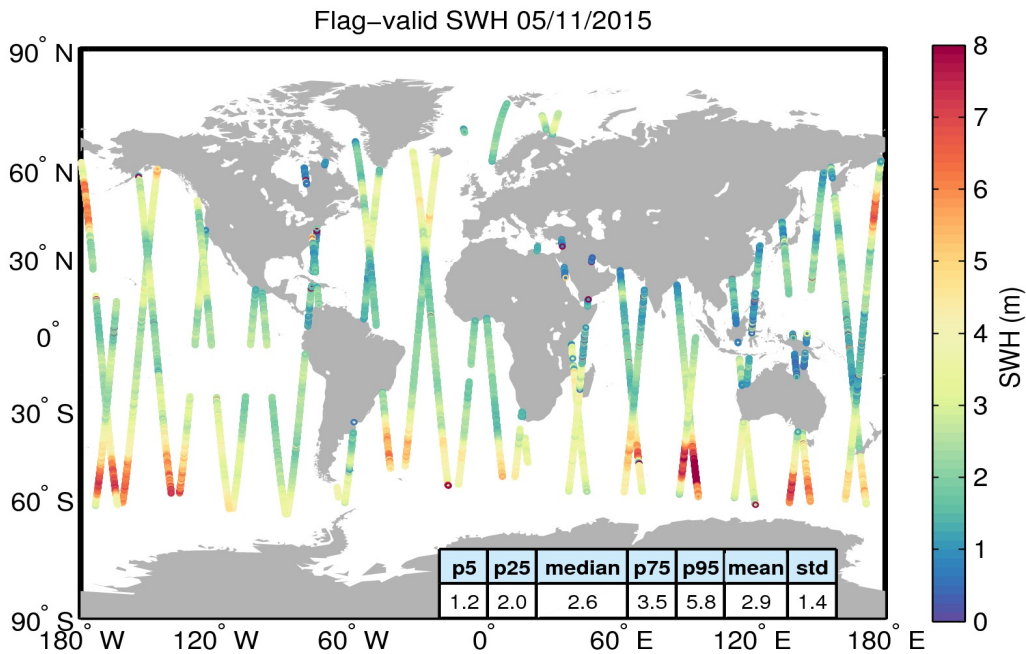 Flag−valid SWH 05/11/2015
90° N
60° N
30° N
0°
30° S
60° S
90° S
180° W
120° W
60° W
0°
60° E
120° E
180° E
p5 p25 median p75 p95 mean std
1.2 2.0 2.6 3.5 5.8 2.9 1.4
8
7
6
5
4
3
2
1
0
SWH (m)